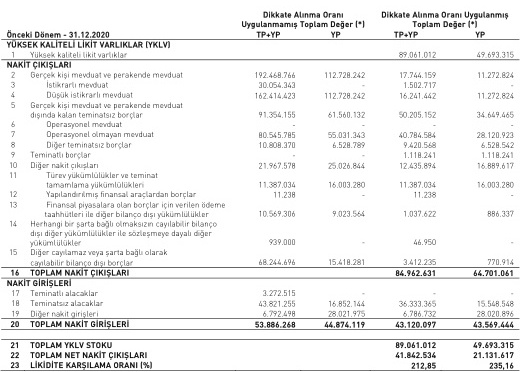 Dikkate Alınma Oranı Uygulanmamış Toplam Değer (*) Dikkate Alınma Oranı Uygulanmış Toplam Değer (*)
Önceki Dönem - 31.12.2020 TP+YP YP TP+YP YP
YÜKSEK KALİTELİ LİKİT VARLIKLAR (YKLV)
1 Yüksek kaliteli likit varlıklar 89.061.012 49.693.315
NAKİT ÇIKIŞLARI
2 Gerçek kişi mevduat ve perakende mevduat 192.468.766 112.728.242 17.744.159 11.272.824
3 İstikrarlı mevduat 30.054.343 - 1.502.717 -
4 Düşük istikrarlı mevduat 162.414.423 112.728.242 16.241.442 11.272.824
5 Gerçek kişi mevduat ve perakende mevduat
dışında kalan teminatsız borçlar 91.354.155 61.560.132 50.205.152 34.649.465
6 Operasyonel mevduat - - - -
7 Operasyonel olmayan mevduat 80.545.785 55.031.343 40.784.584 28.120.923
8 Diğer teminatsız borçlar 10.808.370 6.528.789 9.420.568 6.528.542
9 Teminatlı borçlar - - 1.118.241 1.118.241
10 Diğer nakit çıkışları 21.967.578 25.026.844 12.435.894 16.889.617
11 Türev yükümlülükler ve teminat
tamamlama yükümlülükleri 11.387.034 16.003.280 11.387.034 16.003.280
12 Yapılandırılmış finansal araçlardan borçlar 11.238 - 11.238 -
13 Finansal piyasalara olan borçlar için verilen ödeme
taahhütleri ile diğer bilanço dışı yükümlülükler 10.569.306 9.023.564 1.037.622 886.337
14 Herhangi bir şarta bağlı olmaksızın cayılabilir bilanço
dışı diğer yükümlülükler ile sözleşmeye dayalı diğer
yükümlülükler 939.000 - 46.950 -
15 Diğer cayılamaz veya şarta bağlı olarak
cayılabilir bilanço dışı borçlar 68.244.696 15.418.281 3.412.235 770.914
16 TOPLAM NAKİT ÇIKIŞLARI 84.962.631 64.701.061
NAKİT GİRİŞLERİ
17 Teminatlı alacaklar 3.272.515 - - -
18 Teminatsız alacaklar 43.821.255 16.852.144 36.333.365 15.548.548
19 Diğer nakit girişleri 6.792.498 28.021.975 6.786.732 28.020.896
20 TOPLAM NAKİT GİRİŞLERİ 53.886.268 44.874.119 43.120.097 43.569.444
21 TOPLAM YKLV STOKU 89.061.012 49.693.315
22 TOPLAM NET NAKİT ÇIKIŞLARI 41.842.534 21.131.617
23 LİKİDİTE KARŞILAMA ORANI (%) 212,85 235,16